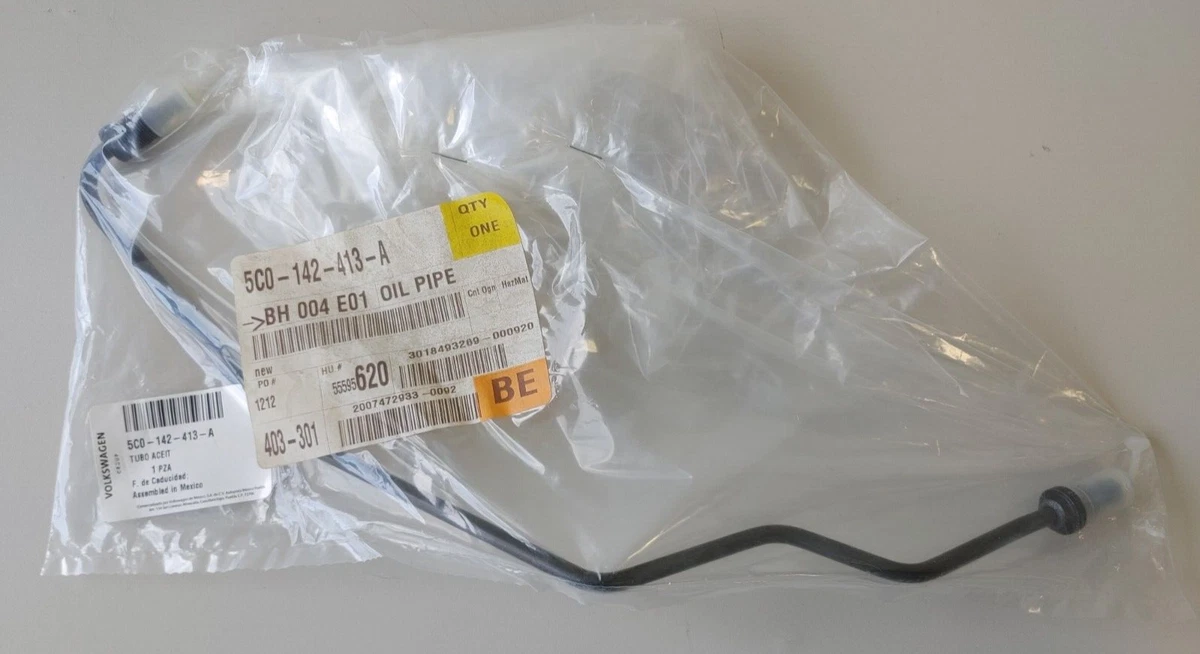 QTY
ONE
5C0-142-413-A
->BH 004 E01 OIL PIPE
Cnt Ogn HazMat
3018493289-000920
new
PO #
HU #
55595620
1212
2007472933-0092
BE
403-301
VOLKSWAGEN
5C0-142-413-A
TUBO ACEIT
1 PZA
F. de Caducidad:
Assembled in Mexico